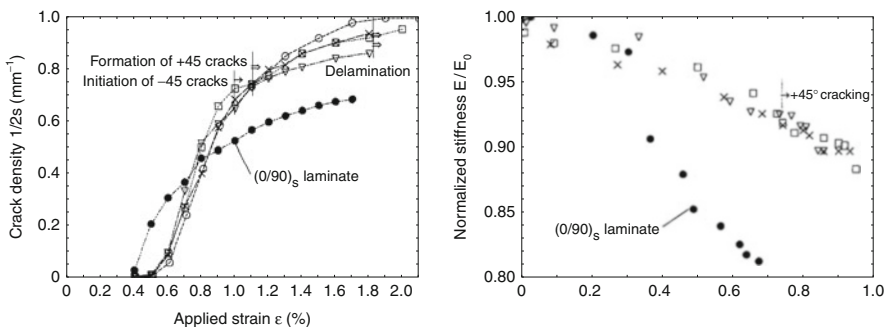 Crack density 1/2s (mm⁻¹)
1.0
0.8
0.6
0.4
0.2
0
Formation of +45 cracks
Initiation of −45 cracks
Delamination
(0/90)s laminate
0 0.2 0.4 0.6 0.8 1.0 1.2 1.4 1.6 1.8 2.0
Applied strain ε (%)
Normalized stiffness E/E₀
1.00
0.95
0.90
0.85
0.80
+45° cracking
(0/90)s laminate
0 0.2 0.4 0.6 0.8 1.0